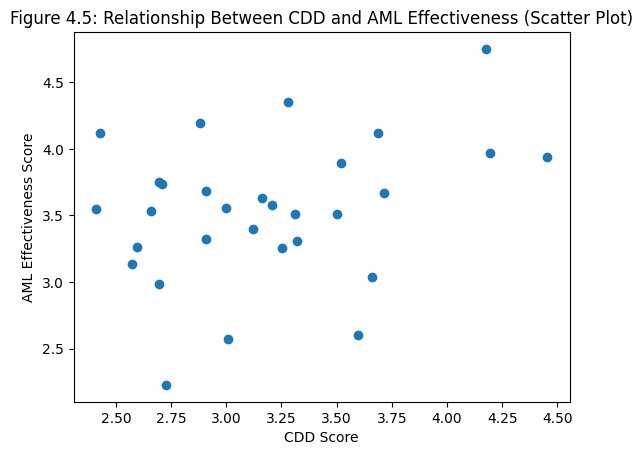 Figure 4.5: Relationship Between CDD and AML Effectiveness (Scatter Plot)
AML Effectiveness Score
4.5
4.0
3.5
3.0
2.5
2.50 2.75 3.00 3.25 3.50 3.75 4.00 4.25 4.50
CDD Score